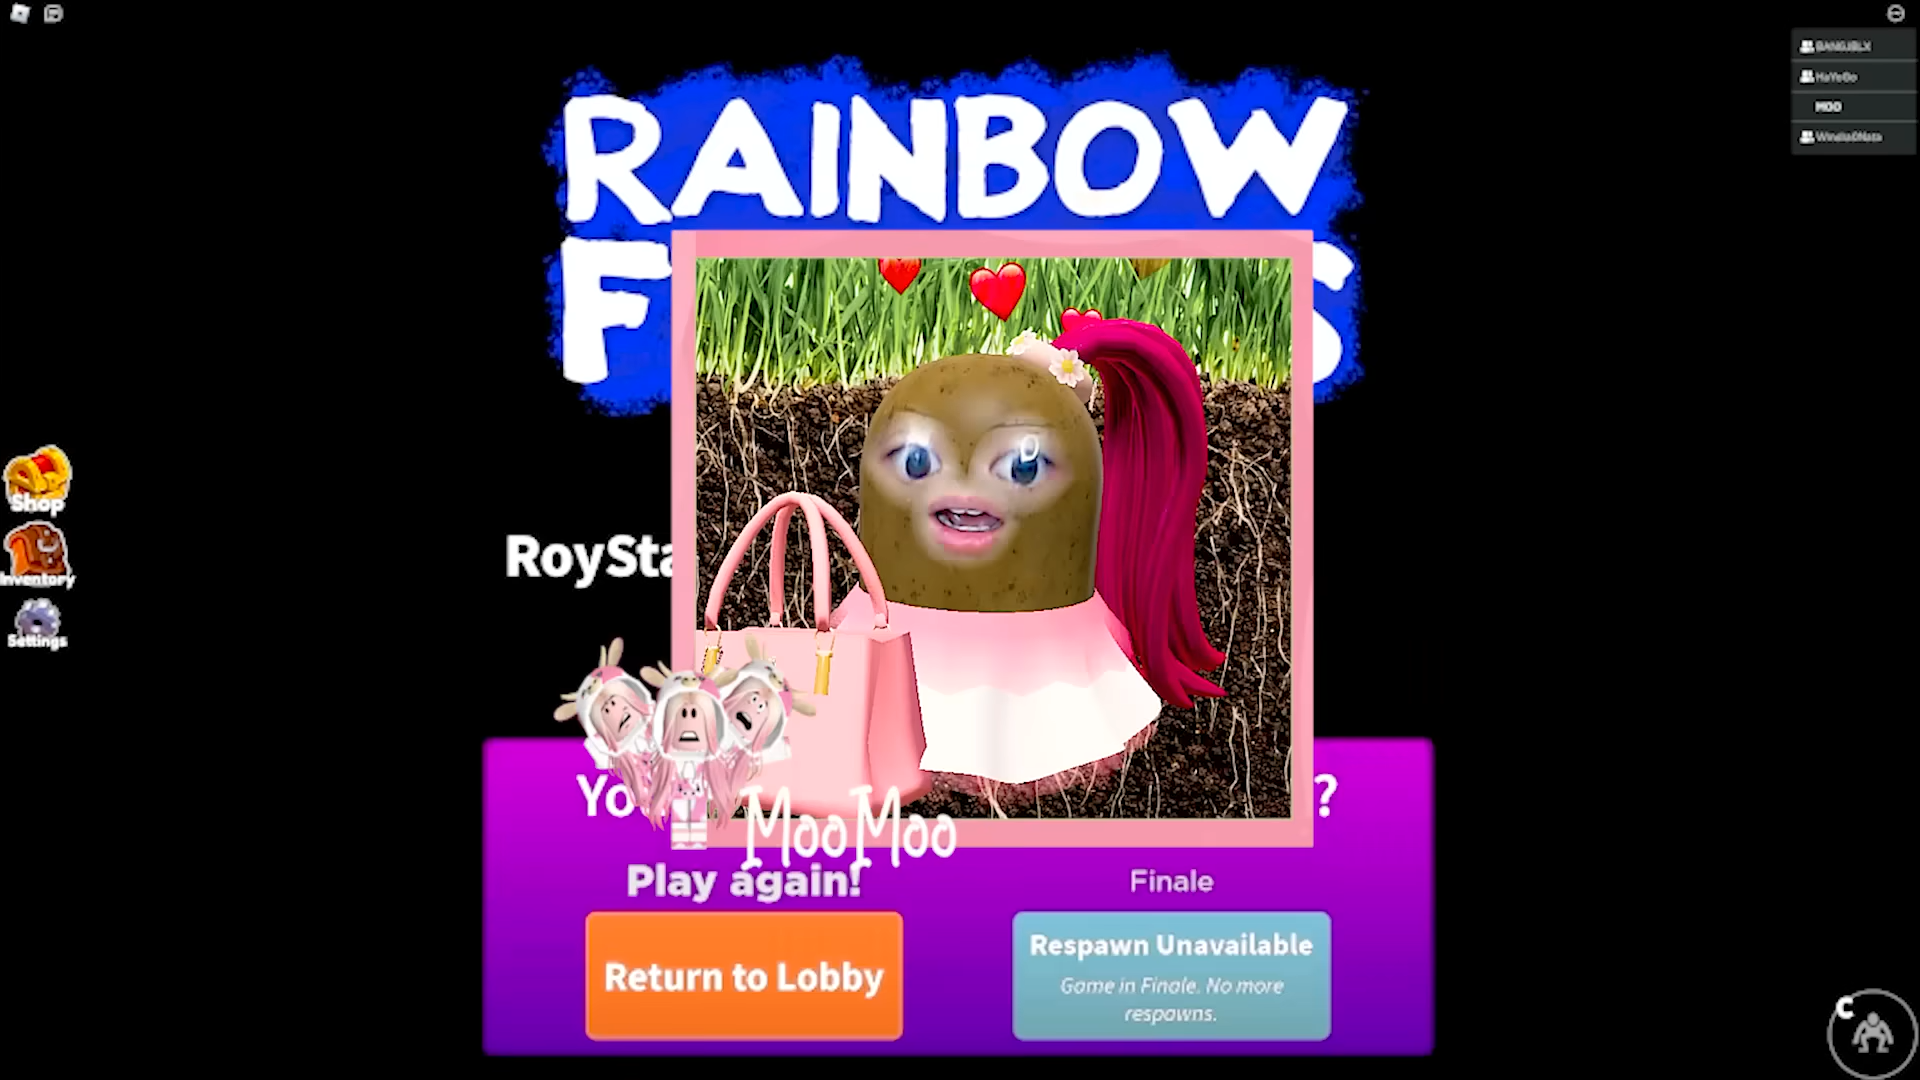 RAINBOW
F S
MOO
Shop
Inventory
Settings
RoySta
Yo ?
MooMoo
Play again!
Finale
Return to Lobby
Respawn Unavailable
Game in Finale. No more
respawns.
C